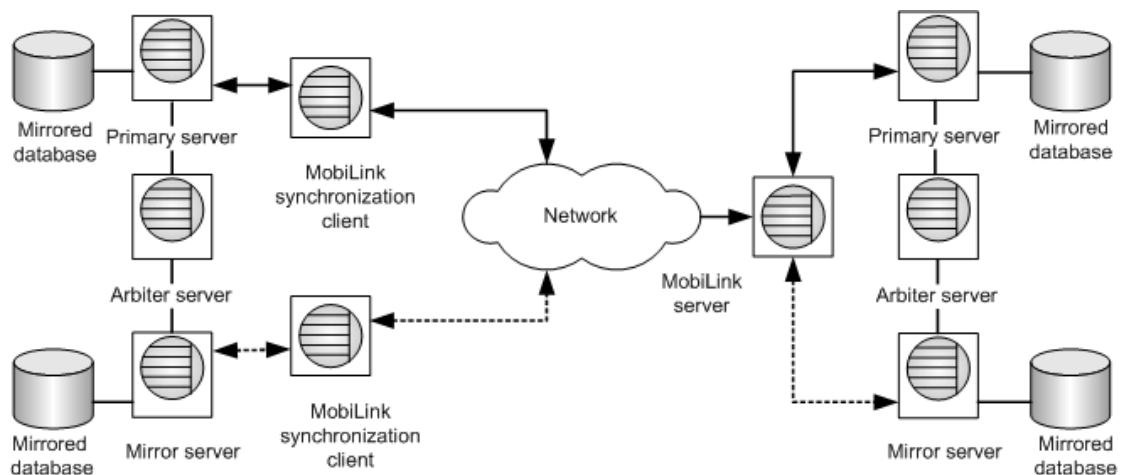 Mirrored
database
Primary server
MobiLink
synchronization
client
Arbiter server
Mirrored
database
Mirror server
MobiLink
synchronization
client
Network
MobiLink
server
Primary server
Mirrored
database
Arbiter server
Mirror server
Mirrored
database